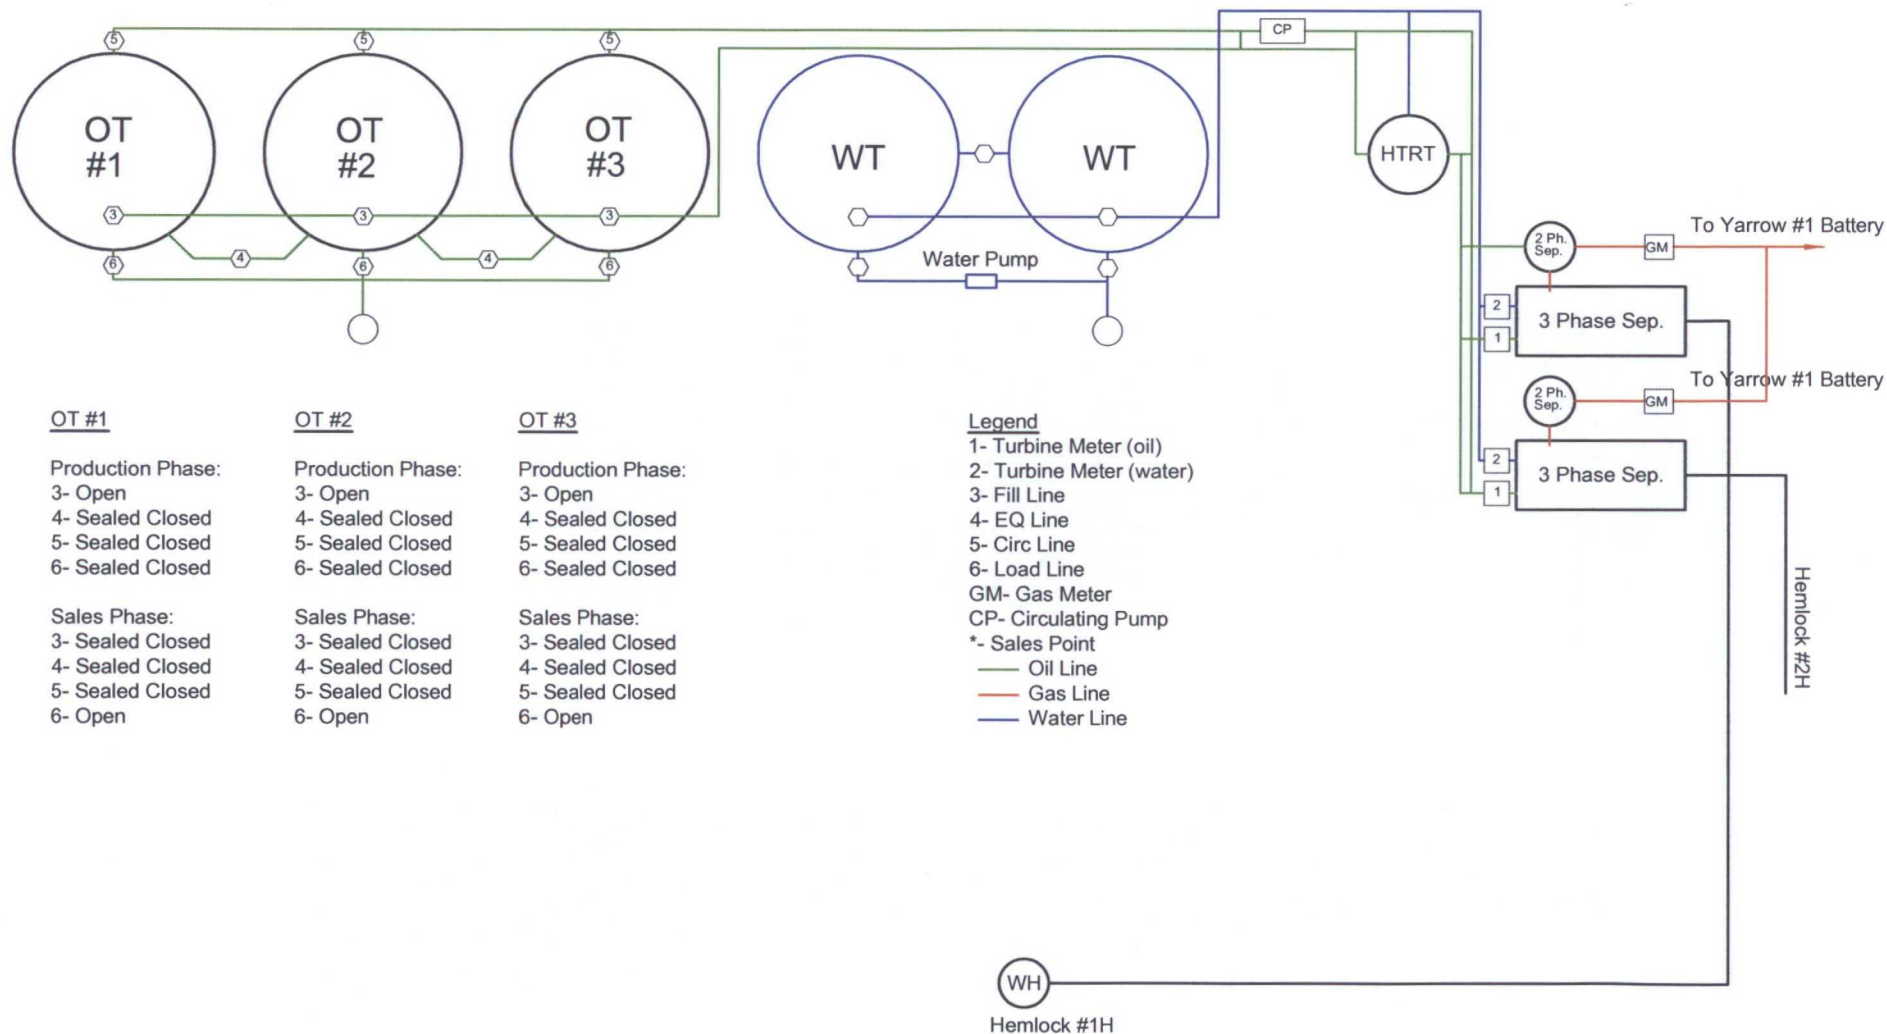 5
5
5
CP
OT
#1
OT
#2
OT
#3
WT
WT
HTRT
3
3
3
4
4
6
6
6
Water Pump
2 Ph.
Sep.
GM
To Yarrow #1 Battery
2
3 Phase Sep.
1
2 Ph.
Sep.
GM
To Yarrow #1 Battery
2
3 Phase Sep.
1
Hemlock #2H
OT #1
Production Phase:
3- Open
4- Sealed Closed
5- Sealed Closed
6- Sealed Closed
Sales Phase:
3- Sealed Closed
4- Sealed Closed
5- Sealed Closed
6- Open
OT #2
Production Phase:
3- Open
4- Sealed Closed
5- Sealed Closed
6- Sealed Closed
Sales Phase:
3- Sealed Closed
4- Sealed Closed
5- Sealed Closed
6- Open
OT #3
Production Phase:
3- Open
4- Sealed Closed
5- Sealed Closed
6- Sealed Closed
Sales Phase:
3- Sealed Closed
4- Sealed Closed
5- Sealed Closed
6- Open
Legend
1- Turbine Meter (oil)
2- Turbine Meter (water)
3- Fill Line
4- EQ Line
5- Circ Line
6- Load Line
GM- Gas Meter
CP- Circulating Pump
*- Sales Point
Oil Line
Gas Line
Water Line
WH
Hemlock #1H